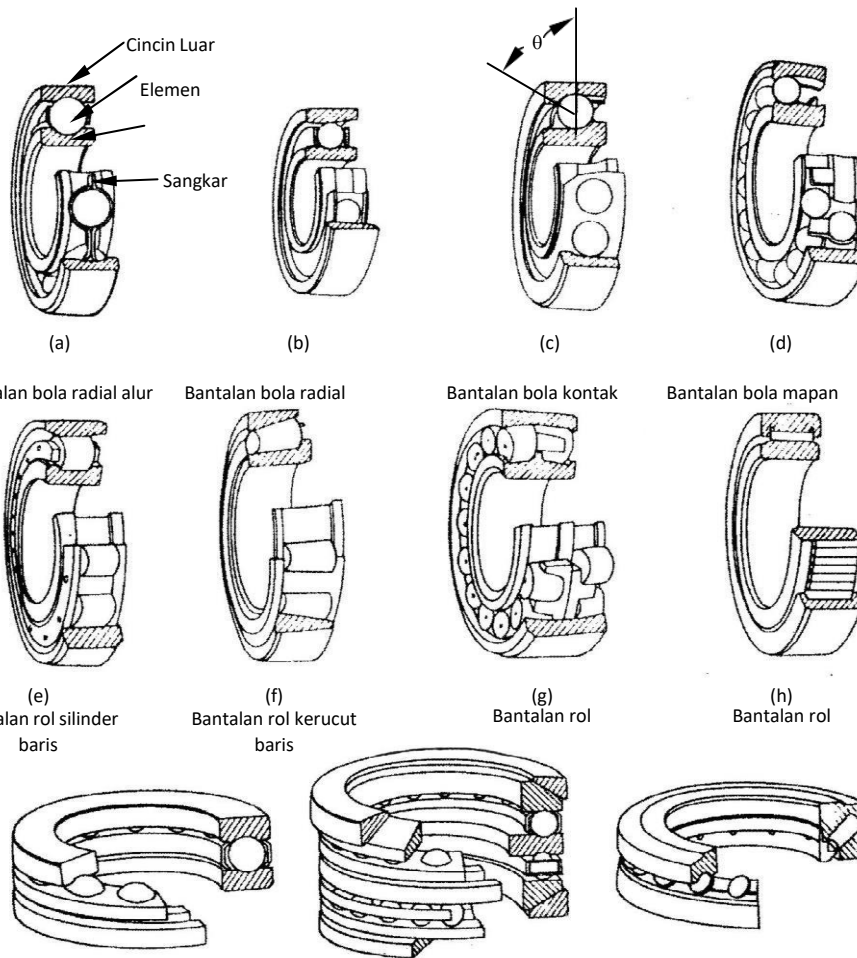 Cincin Luar
θ
Elemen
Sangkar
(a) (b) (c) (d)
alan bola radial alur Bantalan bola radial Bantalan bola kontak Bantalan bola mapan
(e) (f) (g) (h)
alan rol silinder Bantalan rol kerucut Bantalan rol Bantalan rol
baris baris